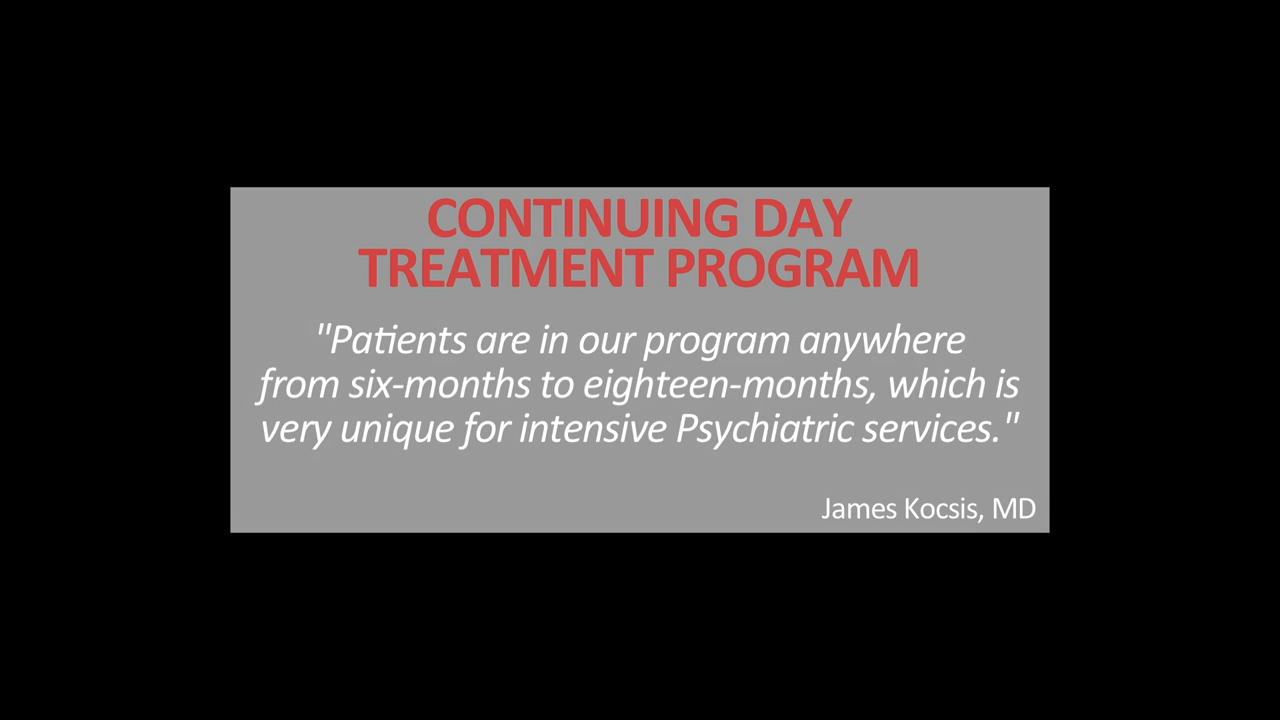 CONTINUING DAY
TREATMENT PROGRAM
"Patients are in our program anywhere
from six-months to eighteen-months, which is
very unique for intensive Psychiatric services."
James Kocsis, MD